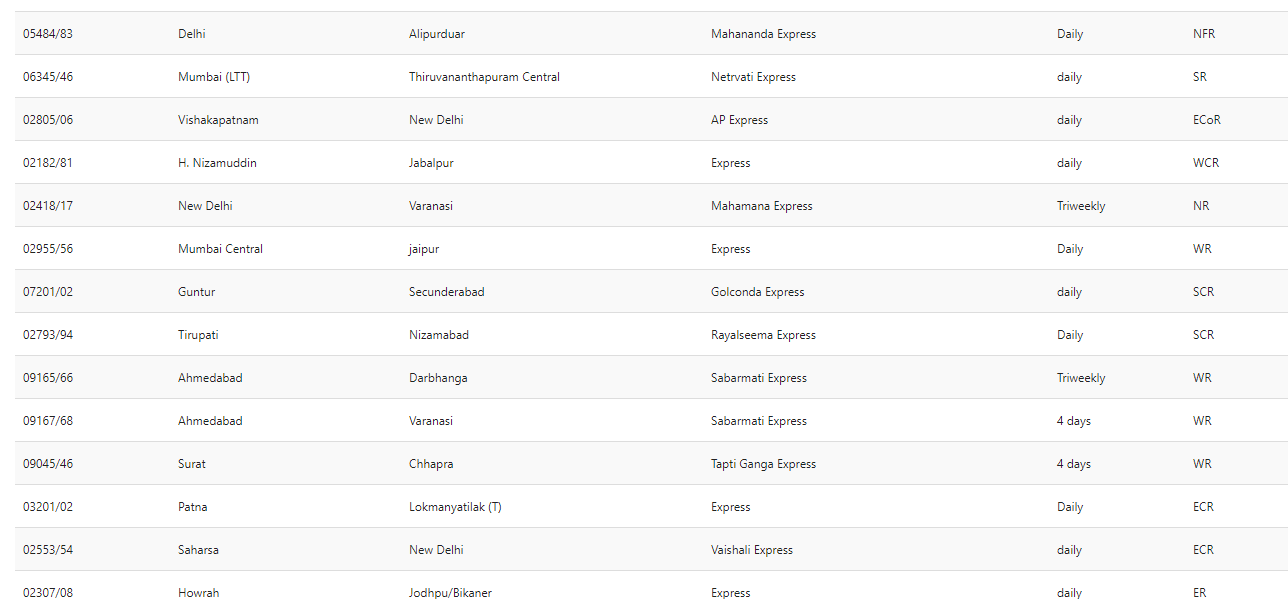 05484/83 Delhi Alipurduar Mahananda Express Daily NFR
06345/46 Mumbai (LTT) Thiruvananthapuram Central Netrvati Express daily SR
02805/06 Vishakapatnam New Delhi AP Express daily ECoR
02182/81 H. Nizamuddin Jabalpur Express daily WCR
02418/17 New Delhi Varanasi Mahamana Express Triweekly NR
02955/56 Mumbai Central jaipur Express Daily WR
07201/02 Guntur Secunderabad Golconda Express daily SCR
02793/94 Tirupati Nizamabad Rayalseema Express Daily SCR
09165/66 Ahmedabad Darbhanga Sabarmati Express Triweekly WR
09167/68 Ahmedabad Varanasi Sabarmati Express 4 days WR
09045/46 Surat Chhapra Tapti Ganga Express 4 days WR
03201/02 Patna Lokmanyatilak (T) Express Daily ECR
02553/54 Saharsa New Delhi Vaishali Express daily ECR
02307/08 Howrah Jodhpu/Bikaner Express daily ER